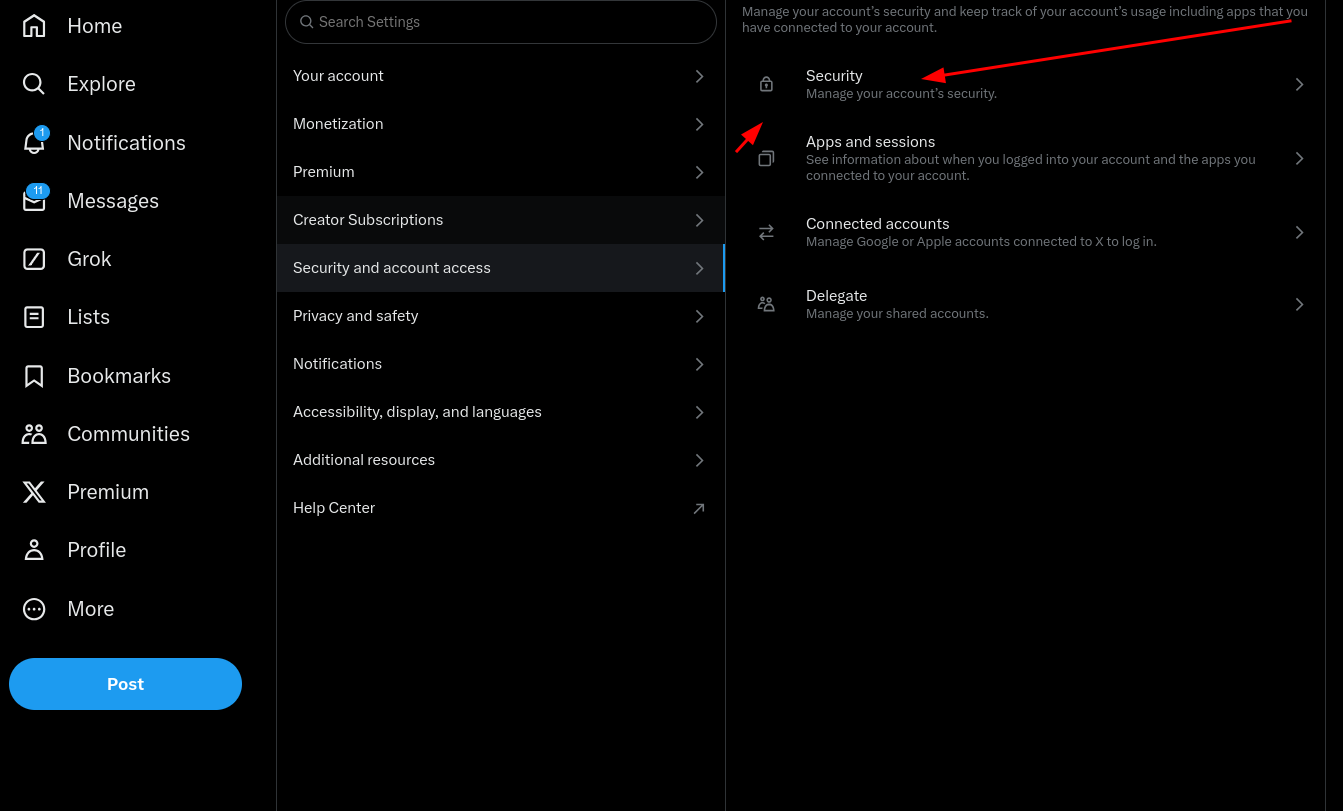 Home
Explore
1
Notifications
11
Messages
Grok
Lists
Bookmarks
Communities
Premium
Profile
More
Post
Search Settings
Your account
Monetization
Premium
Creator Subscriptions
Security and account access
Privacy and safety
Notifications
Accessibility, display, and languages
Additional resources
Help Center
Manage your account’s security and keep track of your account’s usage including apps that you
have connected to your account.
Security
Manage your account’s security.
Apps and sessions
See information about when you logged into your account and the apps you
connected to your account.
Connected accounts
Manage Google or Apple accounts connected to X to log in.
Delegate
Manage your shared accounts.